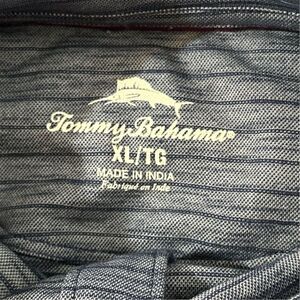 Tommy Bahama®
XL/TG
MADE IN INDIA
Fabriqué en Inde